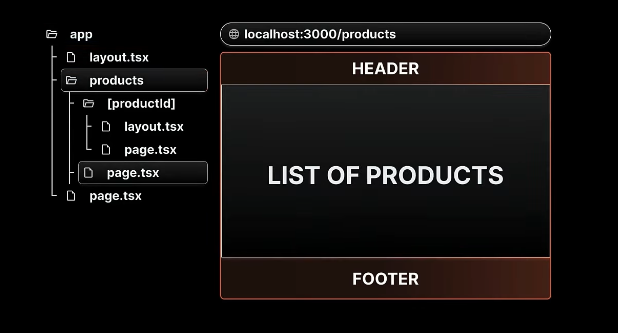 app
layout.tsx
products
[productId]
layout.tsx
page.tsx
page.tsx
page.tsx
localhost:3000/products
HEADER
LIST OF PRODUCTS
FOOTER